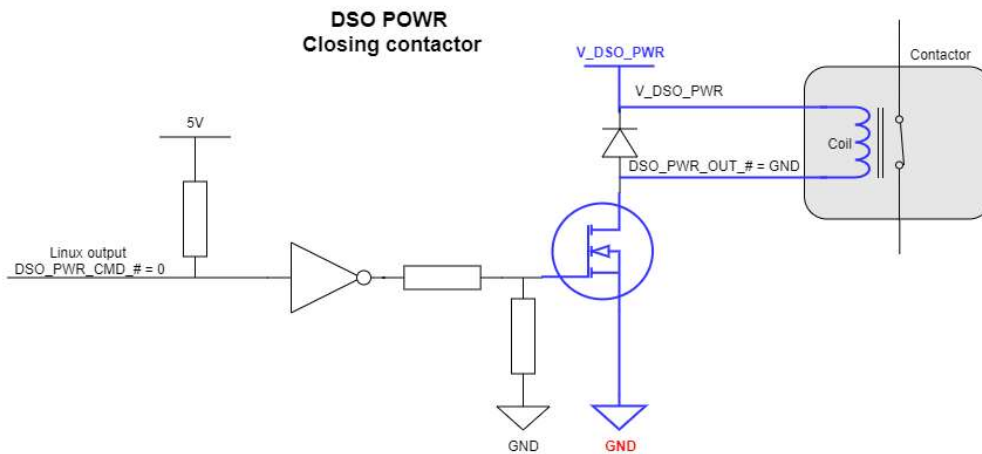 DSO POWR
Closing contactor
V_DSO_PWR
Contactor
V_DSO_PWR
5V
Coil
DSO_PWR_OUT_# = GND
Linux output
DSO_PWR_CMD_# = 0
GND
GND